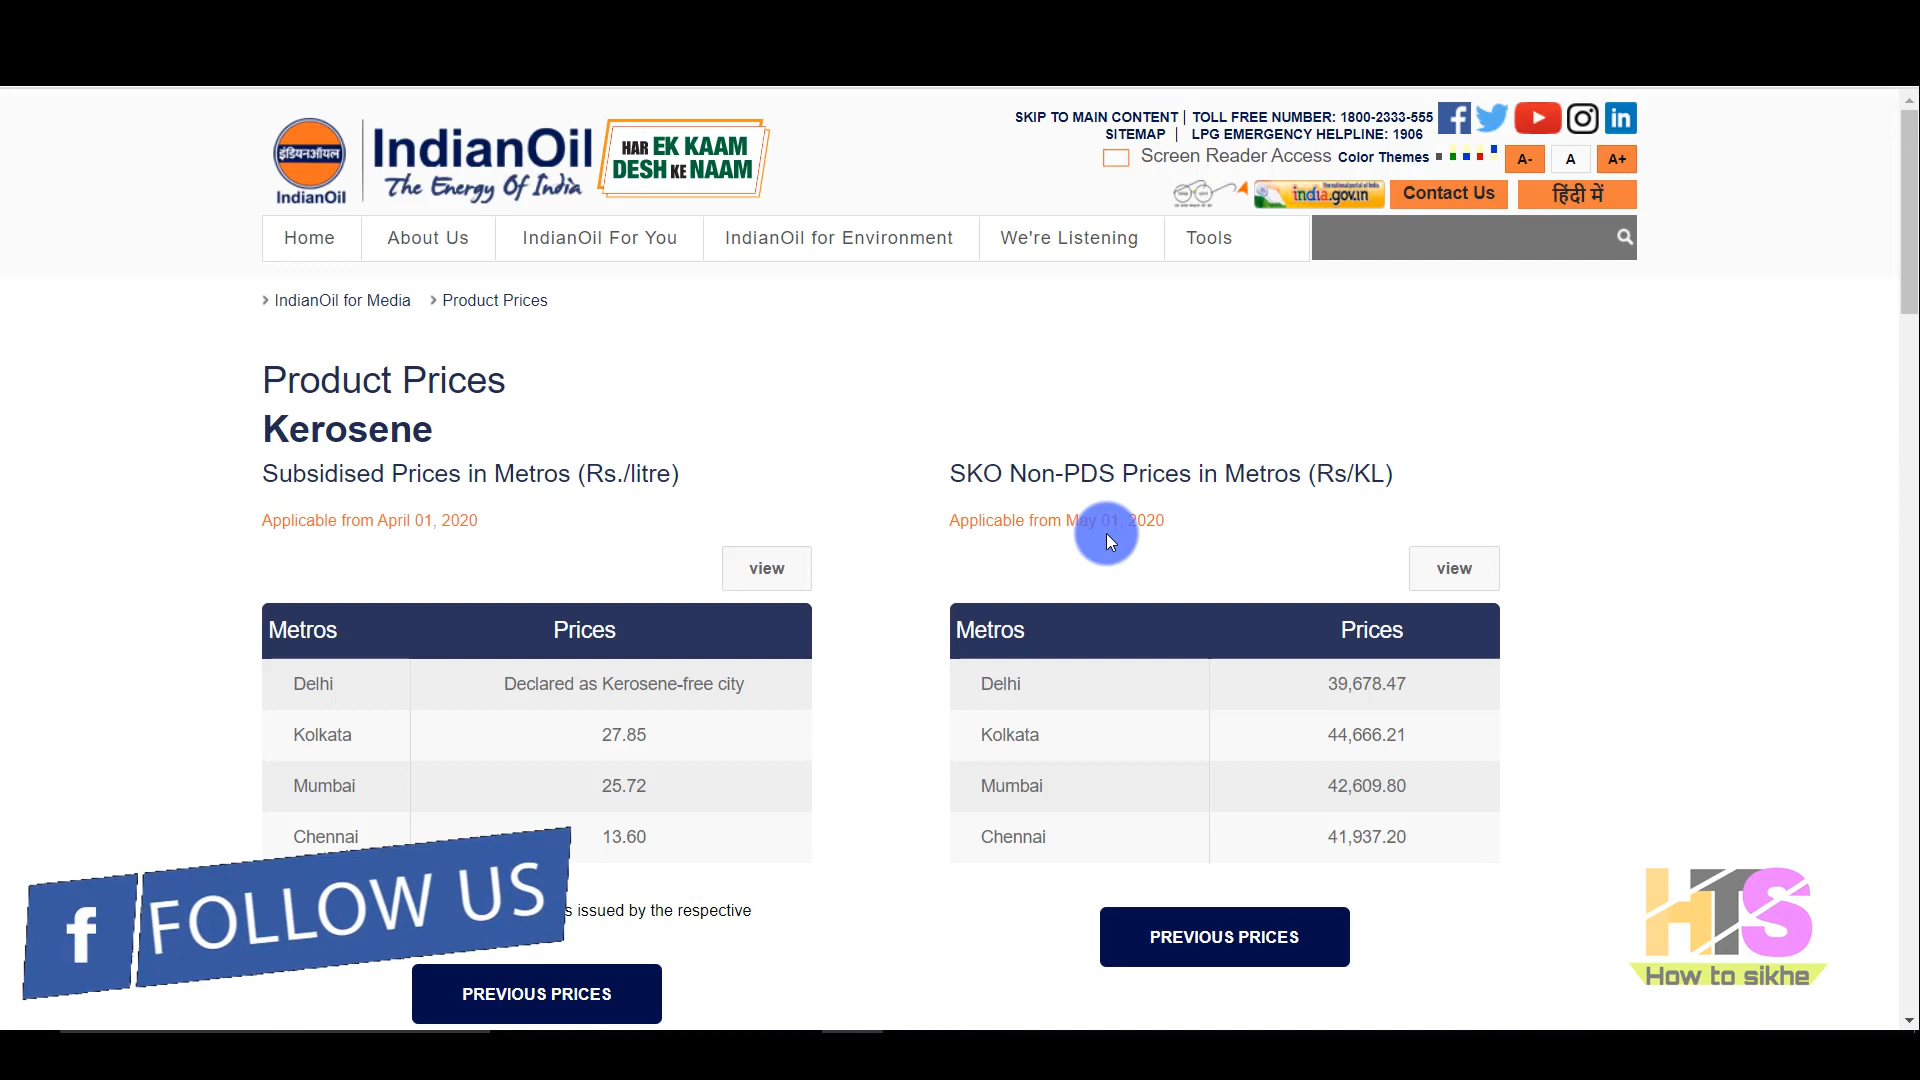 SKIP TO MAIN CONTENT | TOLL FREE NUMBER: 1800-2333-555
SITEMAP | LPG EMERGENCY HELPLINE: 1906
Screen Reader Access Color Themes A- A A+
इंडियनऑयल
IndianOil
IndianOil
The Energy Of India
HAR EK KAAM
DESH KE NAAM
india.gov.in Contact Us हिंदी में
Home About Us IndianOil For You IndianOil for Environment We're Listening Tools
IndianOil for Media Product Prices
Product Prices
Kerosene
Subsidised Prices in Metros (Rs./litre)
Applicable from April 01, 2020
view
Metros Prices
Delhi Declared as Kerosene-free city
Kolkata 27.85
Mumbai 25.72
Chennai 13.60
s issued by the respective
PREVIOUS PRICES
SKO Non-PDS Prices in Metros (Rs/KL)
Applicable from May 01, 2020
view
Metros Prices
Delhi 39,678.47
Kolkata 44,666.21
Mumbai 42,609.80
Chennai 41,937.20
PREVIOUS PRICES
f FOLLOW US
HTS
How to sikhe